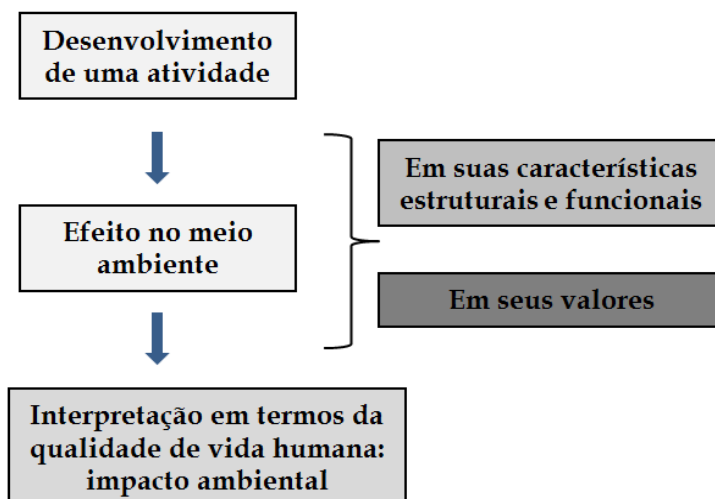 Desenvolvimento
de uma atividade
Efeito no meio
ambiente
Interpretação em termos da
qualidade de vida humana:
impacto ambiental
Em suas características
estruturais e funcionais
Em seus valores